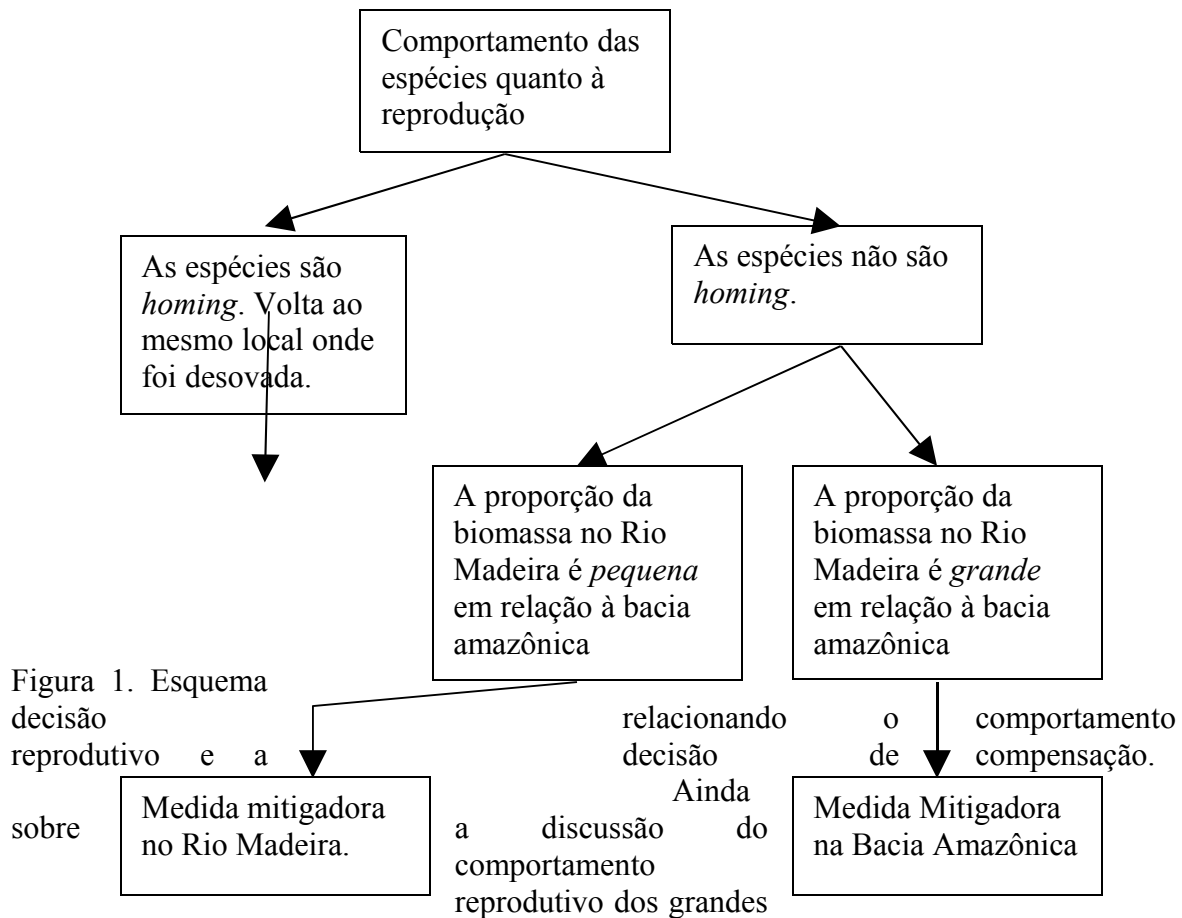 Comportamento das
espécies quanto à
reprodução
As espécies são
homing. Volta ao
mesmo local onde
foi desovada.
As espécies não são
homing.
A proporção da
biomassa no Rio
Madeira é pequena
em relação à bacia
amazônica
A proporção da
biomassa no Rio
Madeira é grande
em relação à bacia
amazônica
Figura 1. Esquema
decisão relacionando o comportamento
reprodutivo e a decisão de compensação.
Ainda
sobre a discussão do
comportamento
reprodutivo dos grandes
Medida mitigadora
no Rio Madeira.
Medida Mitigadora
na Bacia Amazônica